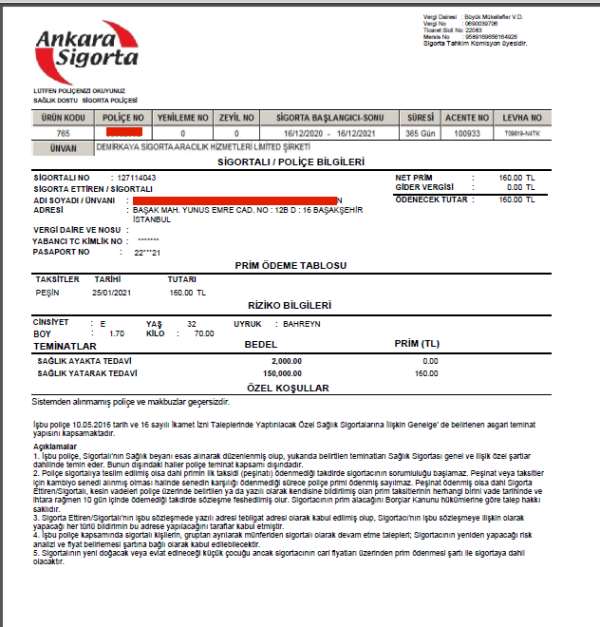 Vergi Dairesi : Büyük Mükellefler V.D.
Vergi No : 0690039706
Ticaret Sicil No: 22083
Mersis No
Sigorta Tahkim Komisyon üyesidir.
Ankara
Sigorta
LÜTFEN POLİÇENİZİ OKUYUNUZ
SAĞLIK DOSTU SİGORTA POLİÇESİ
ÜRÜN KODU POLİÇE NO YENİLEME NO ZEYİL NO SİGORTA BAŞLANGICI-SONU SÜRESİ ACENTE NO LEVHA NO
765 0 0 16/12/2020 - 16/12/2021 365 Gün 100933
ÜNVAN DEMİRKAYA SİGORTA ARACILIK HİZMETLERİ LİMİTED ŞİRKETİ
SİGORTALI / POLİÇE BİLGİLERİ
SİGORTALI NO : 127114043 NET PRİM : 160.00 TL
SİGORTA ETTİREN / SİGORTALI GİDER VERGİSİ : 0.00 TL
ADI SOYADI / ÜNVANI : N ÖDENECEK TUTAR : 160.00 TL
ADRESİ : BAŞAK MAH. YUNUS EMRE CAD. NO : 12B D : 16 BAŞAKŞEHİR
İSTANBUL
VERGİ DAİRE VE NOSU :
YABANCI TC KİMLİK NO : *******
PASAPORT NO : 22***21
PRİM ÖDEME TABLOSU
TAKSİTLER TARİHİ TUTARI
PEŞİN 25/01/2021 160.00 TL
RİZİKO BİLGİLERİ
CİNSİYET : E YAŞ 32 UYRUK : BAHREYN
BOY : 1.70 KİLO : 70.00
TEMİNATLAR BEDEL PRİM (TL)
SAĞLIK AYAKTA TEDAVİ 2,000.00 0.00
SAĞLIK YATARAK TEDAVİ 150,000.00 160.00
ÖZEL KOŞULLAR
Sistemden alınmamış poliçe ve makbuzlar geçersizdir.
İşbu poliçe 10.05.2016 tarih ve 16 sayılı İkamet İzni Taleplerinde Yaptırılacak Özel Sağlık Sigortalarına İlişkin Genelge' de belirlenen asgari teminat
yapısını kapsamaktadır.
Açıklamalar
1. İşbu poliçe, Sigortalı'nın Sağlık beyanı esas alınarak düzenlenmiş olup, yukarıda belirtilen teminatları Sağlık Sigortası genel ve ilişik özel şartlar
dahilinde temin eder. Bunun dışındaki haller poliçe teminat kapsamı dışındadır.
2. Poliçe sigortalıya teslim edilmiş olsa dahi primin ilk taksidi (peşinatı) ödenmediği takdirde sigortacının sorumluluğu başlamaz. Peşinat veya taksitler
için kambiyo senedi alınmış olması halinde senedin karşılığı ödenmediği sürece poliçe primi ödenmiş sayılmaz. Peşinat ödenmiş olsa dahi Sigorta
Ettiren/Sigortalı, kesin vadeleri poliçe üzerinde belirtilen ya da yazılı olarak kendisine bildirilmiş olan prim taksitlerinin herhangi birini vade tarihinde ve
ihtara rağmen 10 gün içinde ödemediği takdirde sözleşme feshedilmiş olur. Sigortacının prim alacağını Borçlar Kanunu hükümlerine göre talep hakkı
saklıdır.
3. Sigorta Ettiren/Sigortalı'nin işbu sözleşmede yazılı adresi tebligat adresi olarak kabul edilmiş olup, Sigortacı'nın işbu sözleşmeye ilişkin olarak
yapacağı her türlü bildirimin bu adrese yapılacağını taraflar kabul etmiştir.
4. İşbu poliçe kapsamında sigortalı kişilerin, gruptan ayrılarak münferiden sigortalı olarak devam etme talepleri; Sigortacının yeniden yapacağı risk
analizi ve fiyat belirlemesi şartına bağlı olarak kabul edilebilecektir.
5. Sigortalının yeni doğacak veya evlat edineceği küçük çocuğu ancak sigortacının cari fiyatları üzerinden prim ödenmesi şartı ile sigortaya dahil
olacaktır.